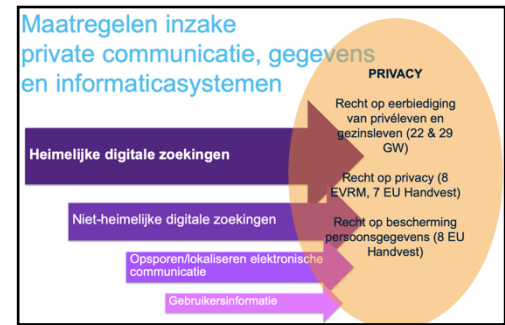 Maatregelen inzake
private communicatie, gegevens
en informaticasystemen
PRIVACY
Recht op eerbiediging
van privéleven en
gezinsleven (22 & 29
GW)
Recht op privacy (8
EVRM, 7 EU Handvest)
Recht op bescherming
persoonsgegevens (8 EU
Handvest)
Heimelijke digitale zoekingen
Niet-heimelijke digitale zoekingen
Opsporen/lokaliseren elektronische
communicatie
Gebruikersinformatie